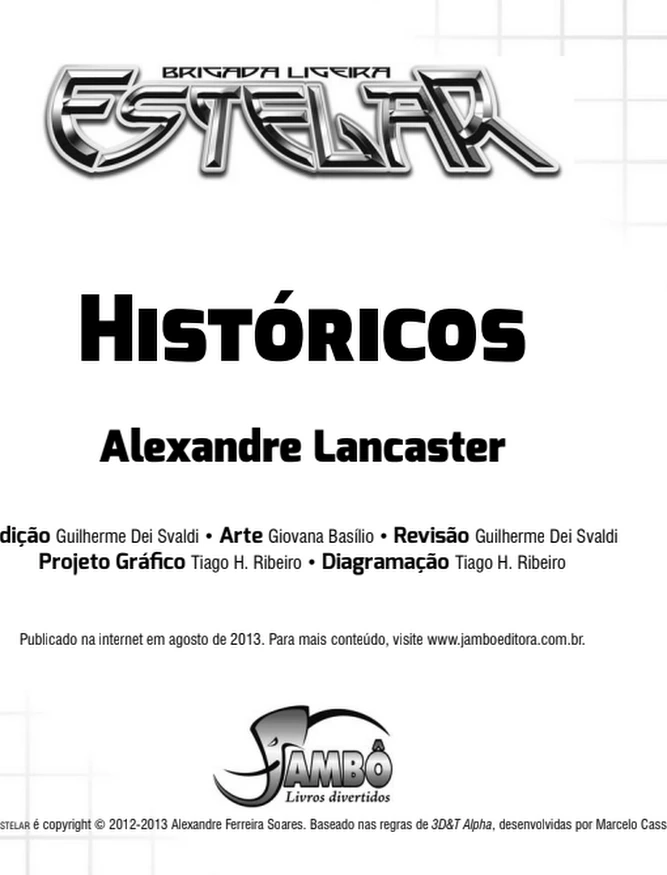 BRIGADA LIGEIRA
ESTELAR
HISTÓRICOS
Alexandre Lancaster
dição Guilherme Dei Svaldi • Arte Giovana Basílio • Revisão Guilherme Dei Svaldi
Projeto Gráfico Tiago H. Ribeiro • Diagramação Tiago H. Ribeiro
Publicado na internet em agosto de 2013. Para mais conteúdo, visite www.jamboeditora.com.br.
JAMBÔ
Livros divertidos
STELAR é copyright © 2012-2013 Alexandre Ferreira Soares. Baseado nas regras de 3D&T Alpha, desenvolvidas por Marcelo Cass